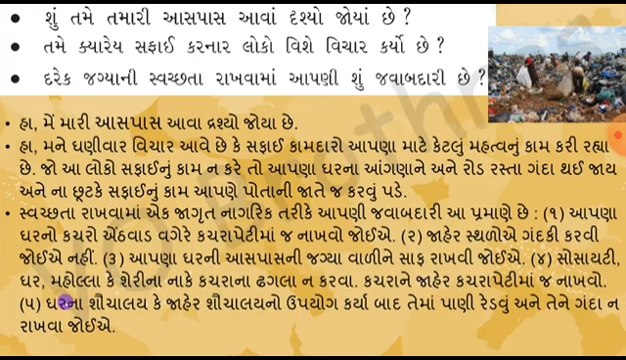 • શું તમે તમારી આસપાસ આવાં દૃશ્યો જોયાં છે ?
• તમે ક્યારેય સફાઈ કરનાર લોકો વિશે વિચાર કર્યો છે ?
• દરેક જગ્યાની સ્વચ્છતા રાખવામાં આપણી શું જવાબદારી છે ?
• હા, મેં મારી આસપાસ આવા દ્રશ્યો જોયા છે.
• હા, મને ઘણીવાર વિચાર આવે છે કે સફાઈ કામદારો આપણા માટે કેટલું મહત્વનું કામ કરી રહ્યા
છે. જો આ લોકો સફાઈનું કામ ન કરે તો આપણા ઘરના આંગણાને અને રોડ રસ્તા ગંદા થઈ જાય
અને ના છૂટકે સફાઈનું કામ આપણે પોતાની જાતે જ કરવું પડે.
• સ્વચ્છતા રાખવામાં એક જાગૃત નાગરિક તરીકે આપણી જવાબદારી આ પ્રમાણે છે : (૧) આપણા
ઘરનો કચરો એંઠવાડ વગેરે કચરાપેટીમાં જ નાખવો જોઈએ. (૨) જાહેર સ્થળોએ ગંદકી કરવી
જોઈએ નહીં. (૩) આપણા ઘરની આસપાસની જગ્યા વાળીને સાફ રાખવી જોઈએ. (૪) સોસાયટી,
ઘર, મહોલ્લા કે શેરીના નાકે કચરાના ઢગલા ન કરવા. કચરાને જાહેર કચરાપેટીમાં જ નાખવો.
(૫) ઘરના શૌચાલય કે જાહેર શૌચાલયનો ઉપયોગ કર્યા બાદ તેમાં પાણી રેડવું અને તેને ગંદા ન
રાખવા જોઈએ.